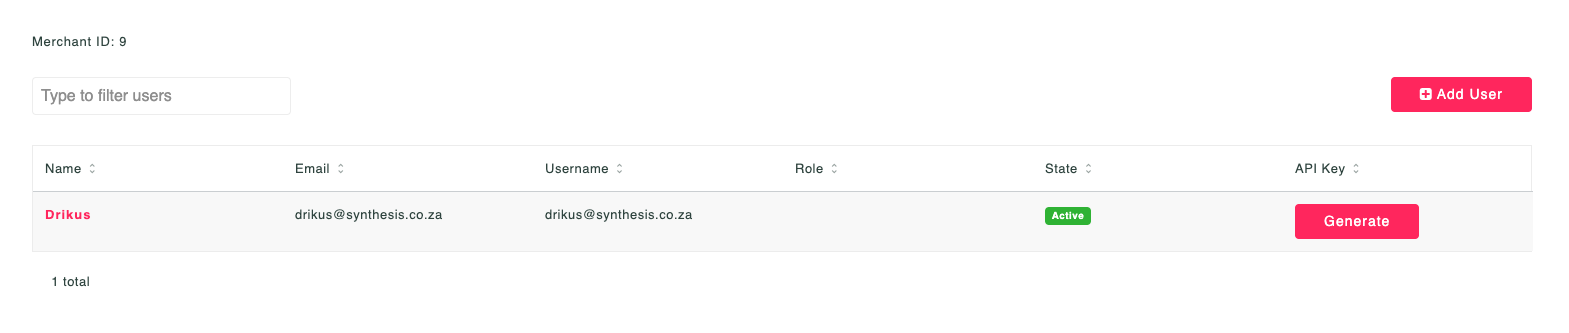 Merchant ID: 9
Type to filter users
Add User
Name Email Username Role State API Key
Drikus drikus@synthesis.co.za drikus@synthesis.co.za Active Generate
1 total